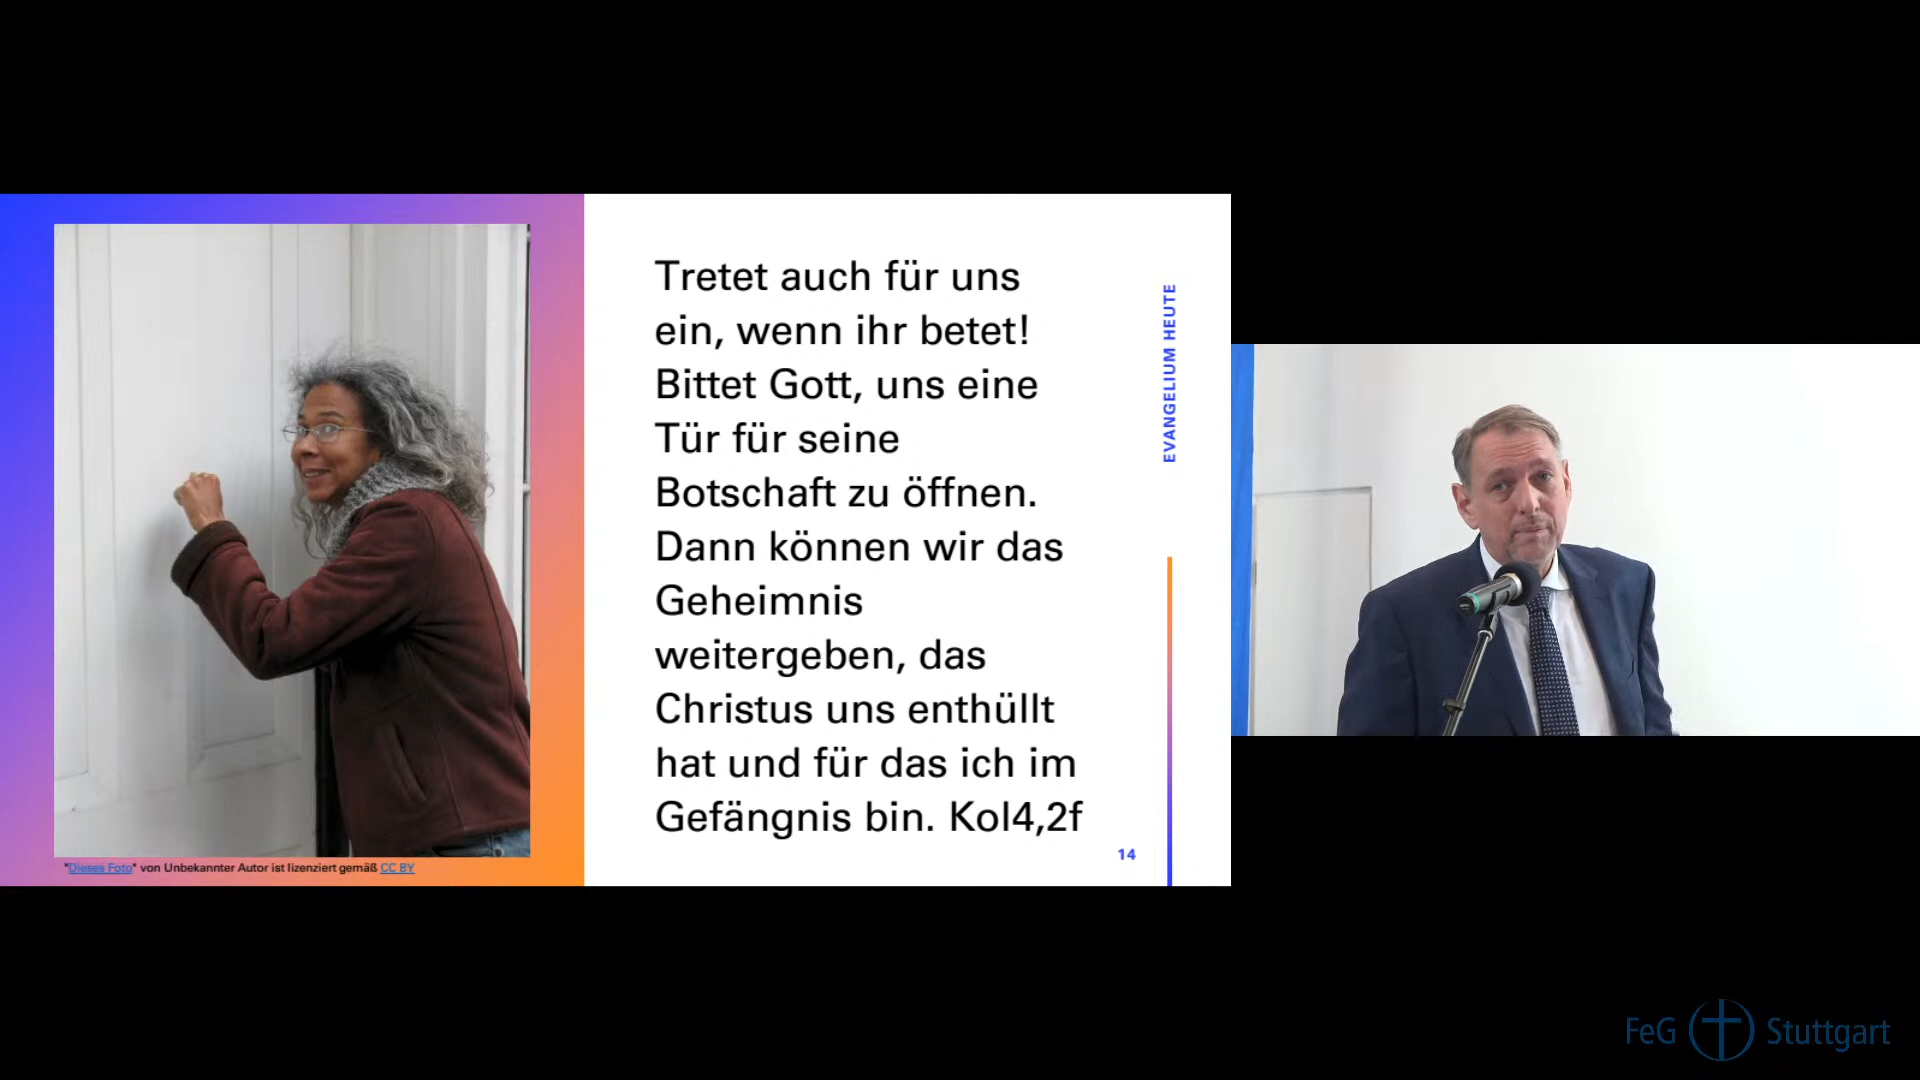 Tretet auch für uns
ein, wenn ihr betet!
Bittet Gott, uns eine
Tür für seine
Botschaft zu öffnen.
Dann können wir das
Geheimnis
weitergeben, das
Christus uns enthüllt
hat und für das ich im
Gefängnis bin. Kol4,2f
EVANGELIUM HEUTE
14
"Dieses Foto" von Unbekannter Autor ist lizenziert gemäß CC BY
FeG Stuttgart